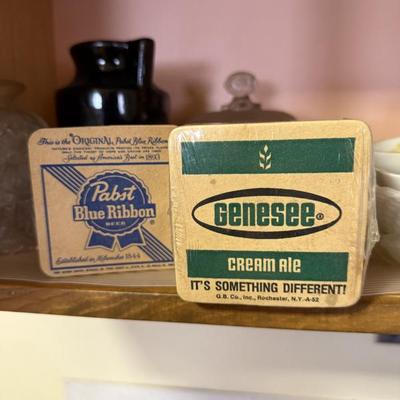 This is the ORIGINAL Pabst Blue Ribbon
Selected as America's Best in 1893
Pabst
Blue Ribbon
BEER
Established in Milwaukee 1844
GENESEE®
CREAM ALE
IT'S SOMETHING DIFFERENT!
G.B. Co., Inc., Rochester, N.Y.-A-52